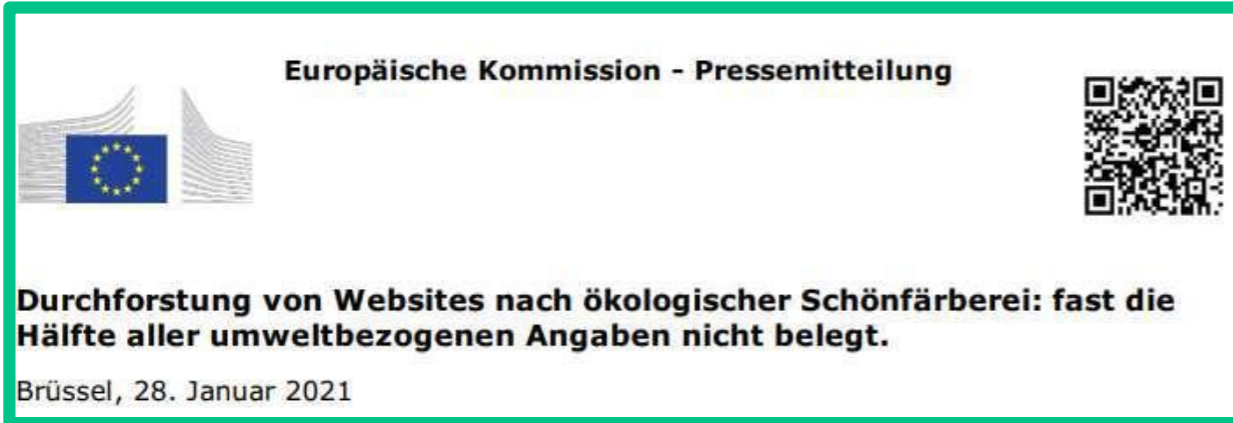 Europäische Kommission - Pressemitteilung
Durchforstung von Websites nach ökologischer Schönfärberei: fast die
Hälfte aller umweltbezogenen Angaben nicht belegt.
Brüssel, 28. Januar 2021